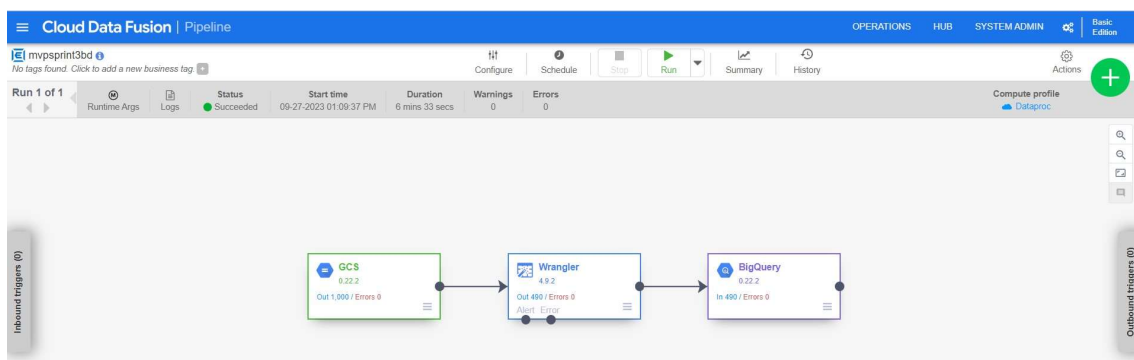 Cloud Data Fusion | Pipeline
OPERATIONS HUB SYSTEM ADMIN Basic Edition
mvpsprint3bd
No tags found. Click to add a new business tag.
Configure Schedule Stop Run Summary History Actions
Run 1 of 1
Runtime Args Logs
Status
Succeeded
Start time
09-27-2023 01:09:37 PM
Duration
6 mins 33 secs
Warnings
0
Errors
0
Compute profile
Dataproc
Inbound triggers (0)
GCS
0.22.2
Out 1,000 / Errors 0
Wrangler
4.9.2
Out 490 / Errors 0
Alert Error
BigQuery
0.22.2
In 490 / Errors 0
Outbound triggers (0)